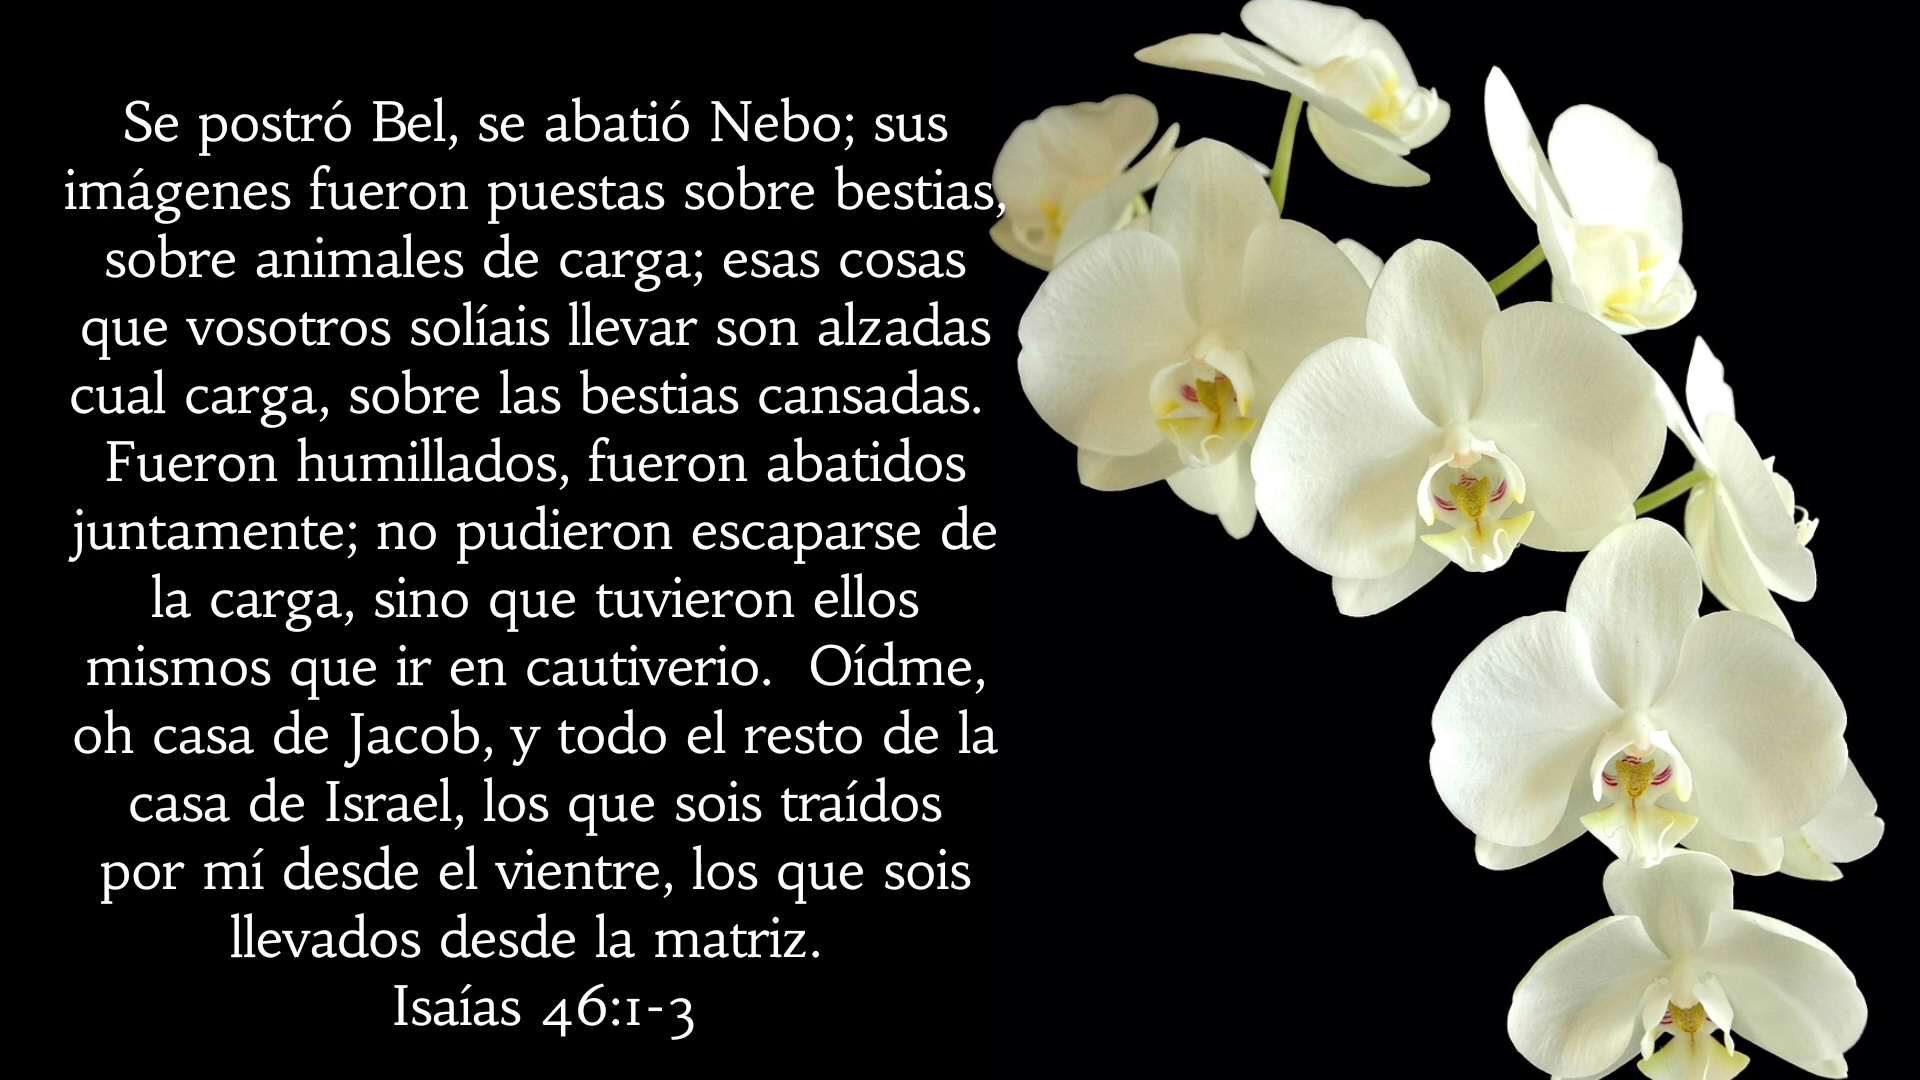 Se postró Bel, se abatió Nebo; sus
imágenes fueron puestas sobre bestias,
sobre animales de carga; esas cosas
que vosotros solíais llevar son alzadas
cual carga, sobre las bestias cansadas.
Fueron humillados, fueron abatidos
juntamente; no pudieron escaparse de
la carga, sino que tuvieron ellos
mismos que ir en cautiverio.  Oídme,
oh casa de Jacob, y todo el resto de la
casa de Israel, los que sois traídos
por mí desde el vientre, los que sois
llevados desde la matriz.
Isaías 46:1-3